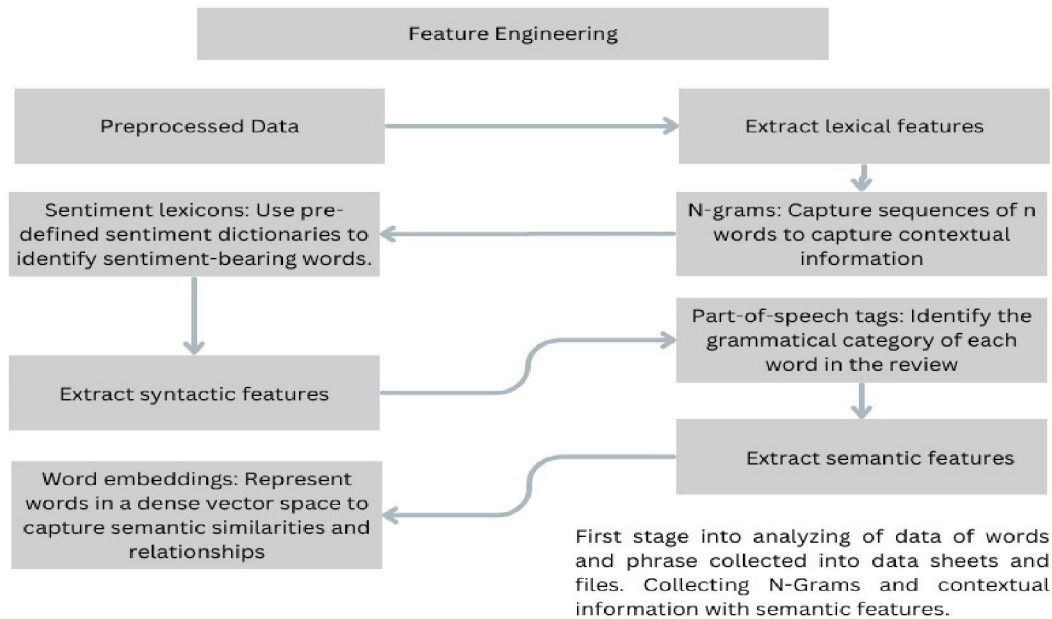 Feature Engineering
Preprocessed Data
Extract lexical features
N-grams: Capture sequences of n
words to capture contextual
information
Sentiment lexicons: Use pre-
defined sentiment dictionaries to
identify sentiment-bearing words.
Extract syntactic features
Part-of-speech tags: Identify the
grammatical category of each
word in the review
Extract semantic features
Word embeddings: Represent
words in a dense vector space to
capture semantic similarities and
relationships
First stage into analyzing of data of words
and phrase collected into data sheets and
files. Collecting N-Grams and contextual
information with semantic features.